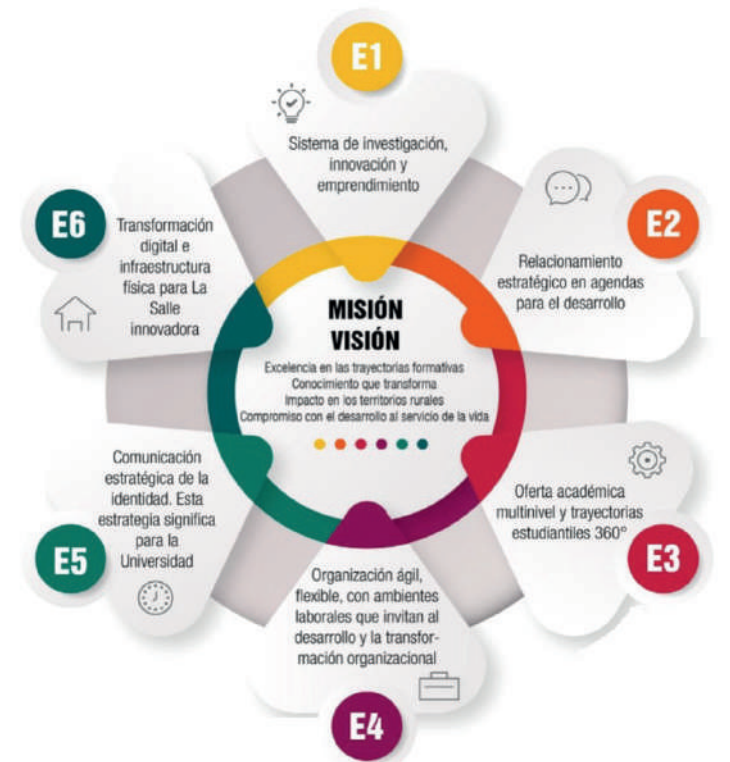 E1
Sistema de investigación,
innovación y
emprendimiento
E2
Relacionamiento
estratégico en agendas
para el desarrollo
E3
Oferta académica
multinivel y trayectorias
estudiantiles 360°
E4
Organización ágil,
flexible, con ambientes
laborales que invitan al
desarrollo y la transfor-
mación organizacional
E5
Comunicación
estratégica de la
identidad. Esta
estrategia significa
para la
Universidad
E6
Transformación
digital e
infraestructura
física para La
Salle
innovadora
MISIÓN
VISIÓN
Excelencia en las trayectorias formativas
Conocimiento que transforma
Impacto en los territorios rurales
Compromiso con el desarrollo al servicio de la vida